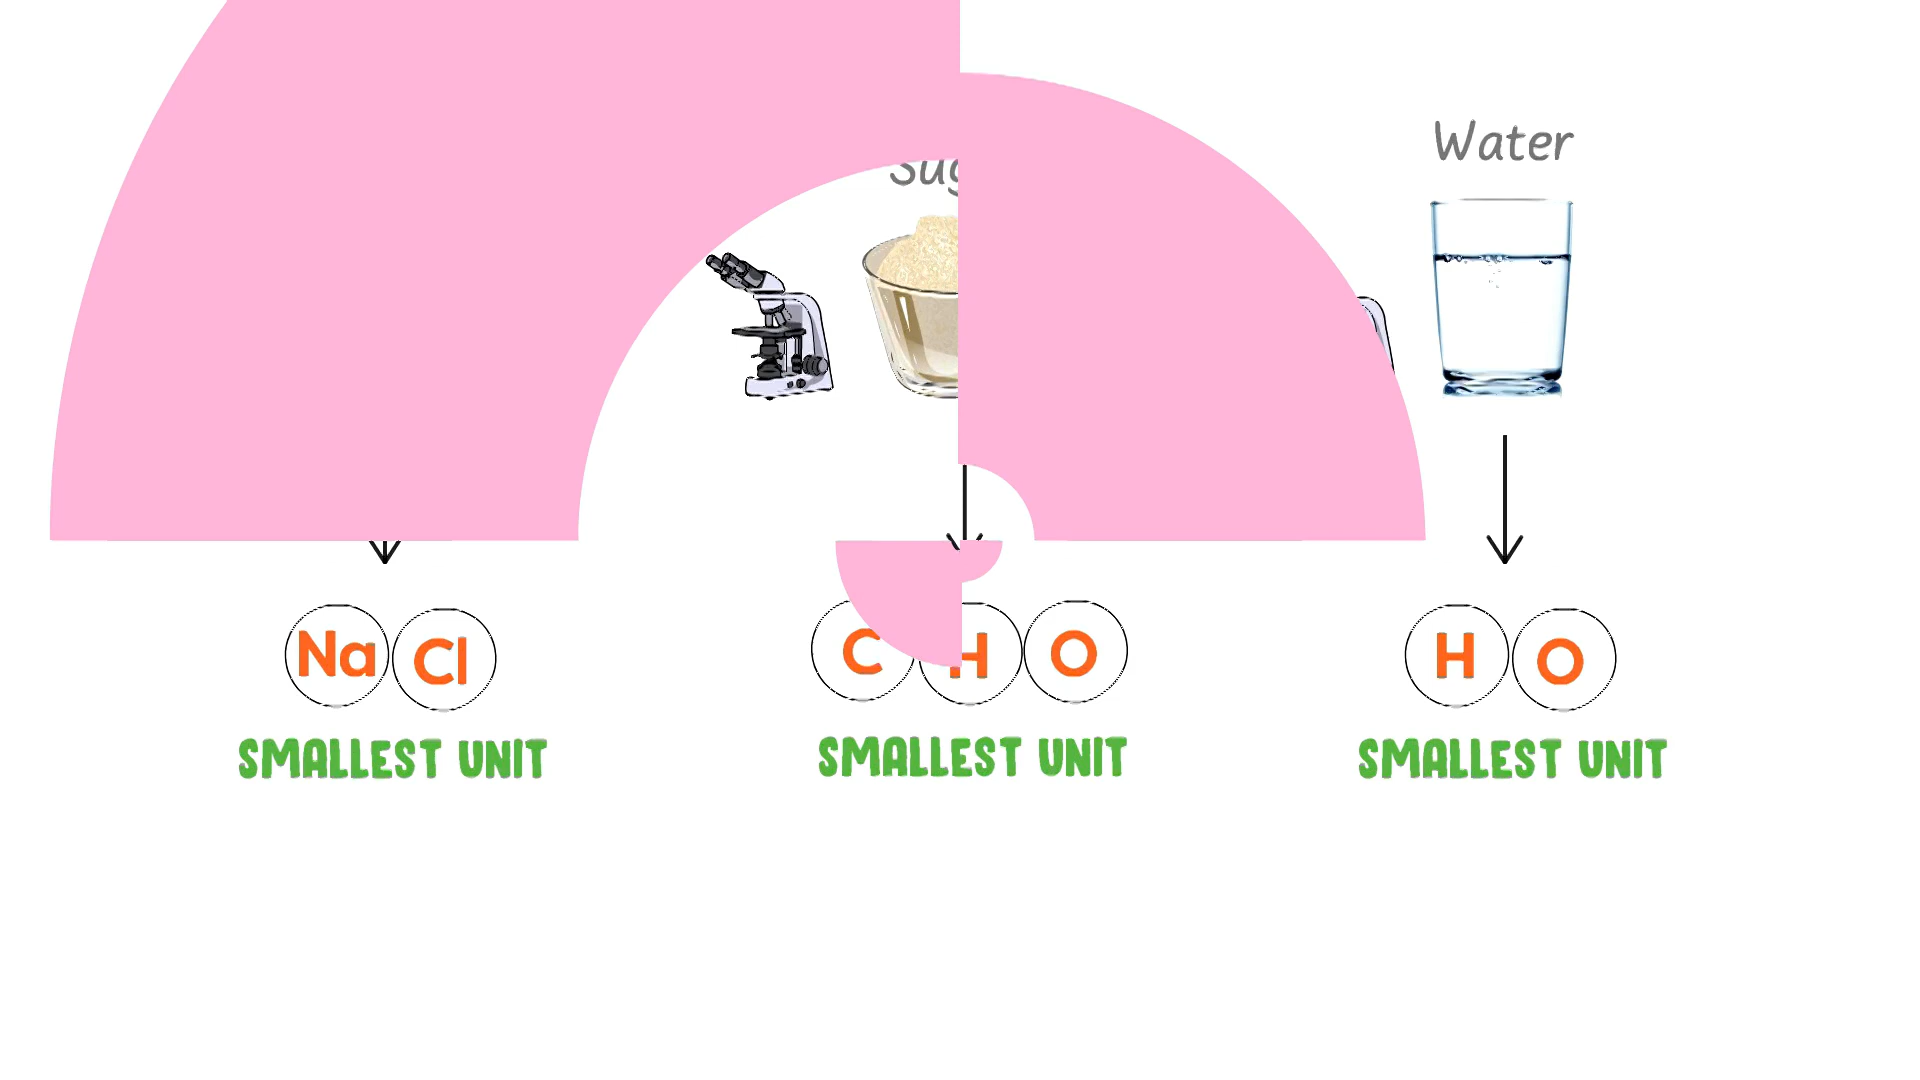 Water
Na Cl
C H O
H O
SMALLEST UNIT
SMALLEST UNIT
SMALLEST UNIT